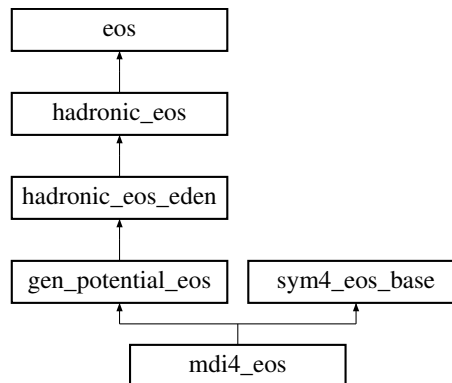 eos
hadronic_eos
hadronic_eos_eden
gen_potential_eos
sym4_eos_base
mdi4_eos